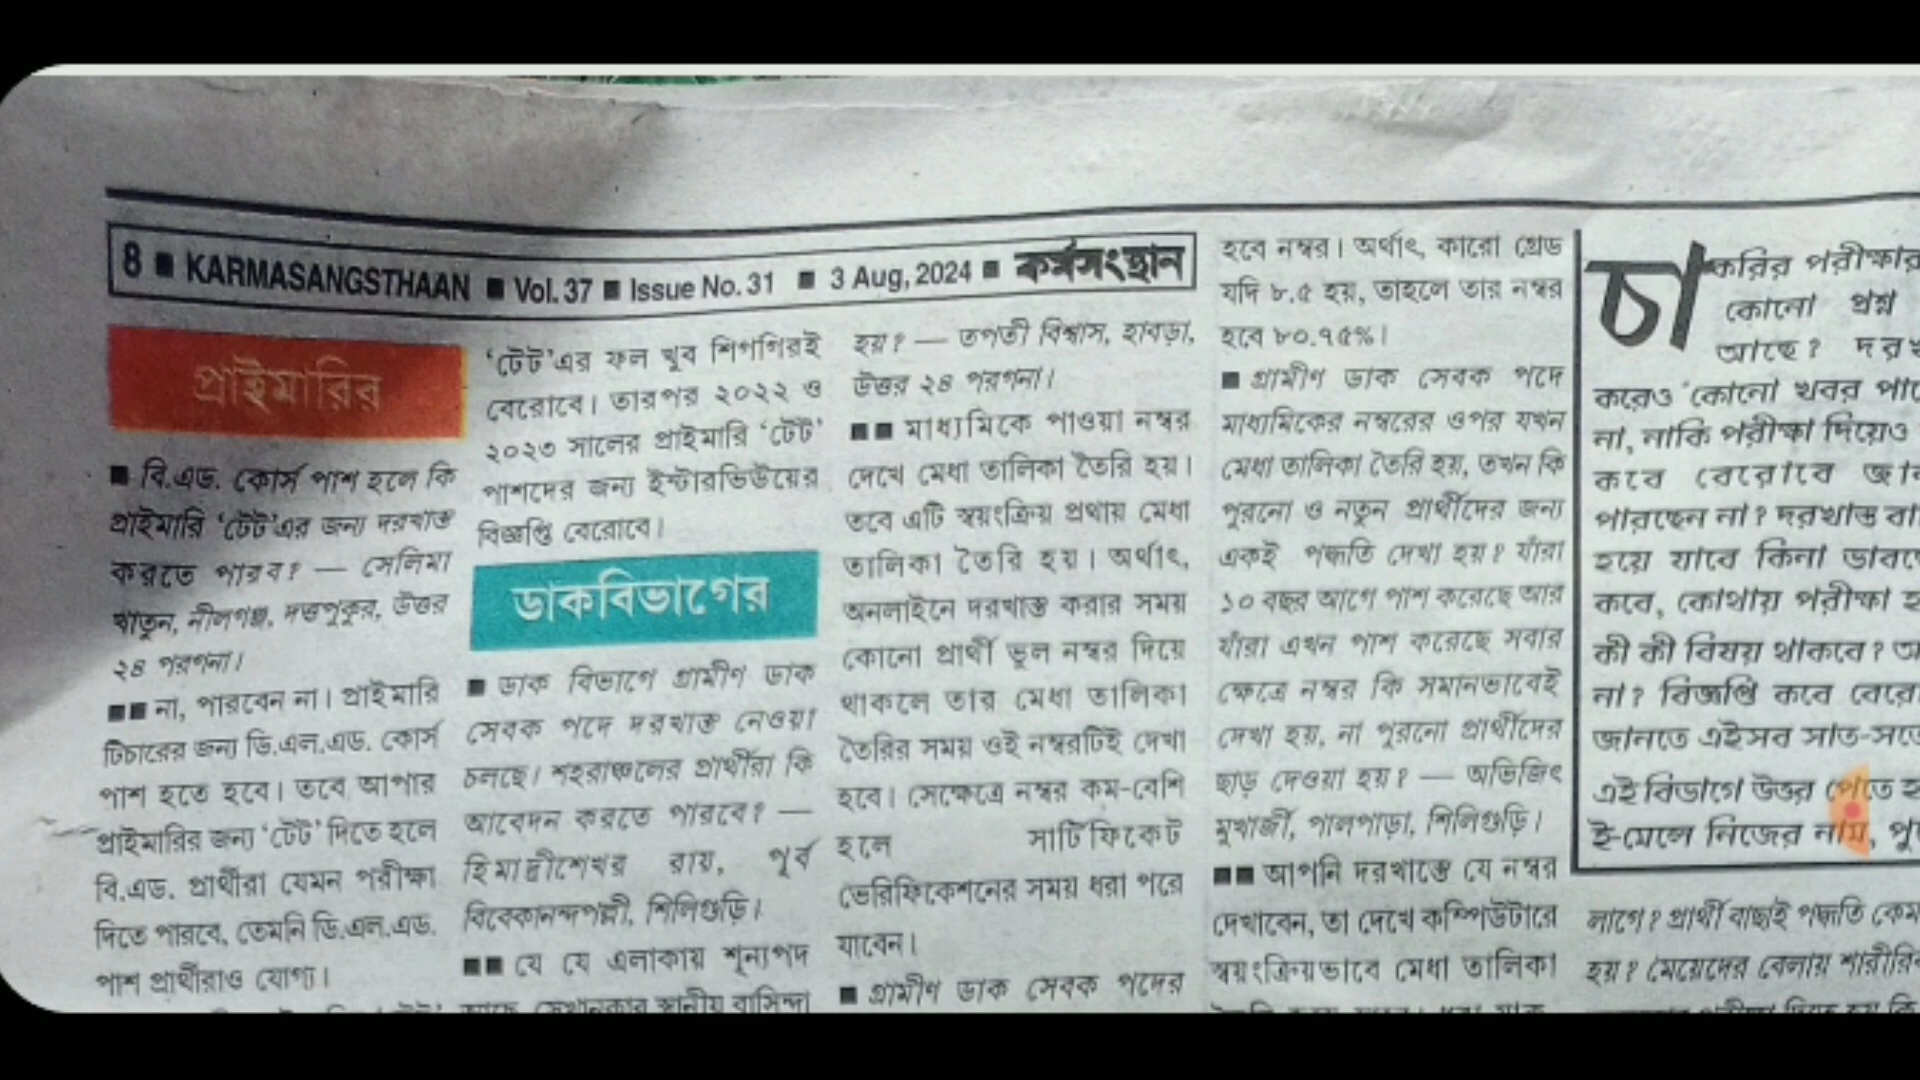 8 ■ KARMASANGSTHAAN ■ Vol. 37 ■ Issue No. 31 ■ 3 Aug, 2024 ■ কর্মসংস্থান
প্রাইমারির
■ বি.এড. কোর্স পাশ হলে কি
প্রাইমারি ‘টেট’এর জন্য দরখাস্ত
করতে পারব? — সেলিমা
খাতুন, নীলগঞ্জ, দত্তপুকুর, উত্তর
২৪ পরগনা।
■■ না, পারবেন না। প্রাইমারি
টিচারের জন্য ডি.এল.এড. কোর্স
পাশ হতে হবে। তবে আপার
প্রাইমারির জন্য ‘টেট’ দিতে হলে
বি.এড. প্রার্থীরা যেমন পরীক্ষা
দিতে পারবে, তেমনি ডি.এল.এড.
পাশ প্রার্থীরাও যোগ্য।
‘টেট’এর ফল খুব শিগগিরই
বেরোবে। তারপর ২০২২ ও
২০২৩ সালের প্রাইমারি ‘টেট’
পাশদের জন্য ইন্টারভিউয়ের
বিজ্ঞপ্তি বেরোবে।
ডাকবিভাগের
■ ডাক বিভাগে গ্রামীণ ডাক
সেবক পদে দরখাস্ত নেওয়া
চলছে। শহরাঞ্চলের প্রার্থীরা কি
আবেদন করতে পারবে? —
হিমাদ্রীশেখর রায়, পূর্ব
বিবেকানন্দপল্লী, শিলিগুড়ি।
■■ যে যে এলাকায় শূন্যপদ
আছে, সেখানকার স্থানীয় বাসিন্দা
হয়? — তপতী বিশ্বাস, হাবড়া,
উত্তর ২৪ পরগনা।
■■ মাধ্যমিকে পাওয়া নম্বর
দেখে মেধা তালিকা তৈরি হয়।
তবে এটি স্বয়ংক্রিয় প্রথায় মেধা
তালিকা তৈরি হয়। অর্থাৎ,
অনলাইনে দরখাস্ত করার সময়
কোনো প্রার্থী ভুল নম্বর দিয়ে
থাকলে তার মেধা তালিকা
তৈরির সময় ওই নম্বরটিই দেখা
হবে। সেক্ষেত্রে নম্বর কম-বেশি
হলে সার্টিফিকেট
ভেরিফিকেশনের সময় ধরা পরে
যাবেন।
■ গ্রামীণ ডাক সেবক পদের
হবে নম্বর। অর্থাৎ, কারো গ্রেড
যদি ৮.৫ হয়, তাহলে তার নম্বর
হবে ৮০.৭৫%।
■ গ্রামীণ ডাক সেবক পদে
মাধ্যমিকের নম্বরের ওপর যখন
মেধা তালিকা তৈরি হয়, তখন কি
পুরনো ও নতুন প্রার্থীদের জন্য
একই পদ্ধতি দেখা হয়? যাঁরা
১০ বছর আগে পাশ করেছে আর
যাঁরা এখন পাশ করেছে সবার
ক্ষেত্রে নম্বর কি সমানভাবেই
দেখা হয়, না পুরনো প্রার্থীদের
ছাড় দেওয়া হয়? — অভিজিৎ
মুখার্জী, পালপাড়া, শিলিগুড়ি।
■■ আপনি দরখাস্তে যে নম্বর
দেখাবেন, তা দেখে কম্পিউটারে
স্বয়ংক্রিয়ভাবে মেধা তালিকা
চাকরির পরীক্ষার
কোনো প্রশ্ন
আছে?
করেও কোনো খবর
না, নাকি পরীক্ষা দিয়েও
কবে বেরোবে
পারছেন না? দরখাস্ত
হয়ে যাবে কিনা
কবে, কোথায় পরীক্ষা
কী কী বিষয় থাকবে?
না? বিজ্ঞপ্তি কবে
জানতে এইসব
এই বিভাগে উত্তর পেতে
ই-মেলে নিজের নাম,
লাগে? প্রার্থী বাছাই পদ্ধতি
হয়? মেয়েদের বেলায়